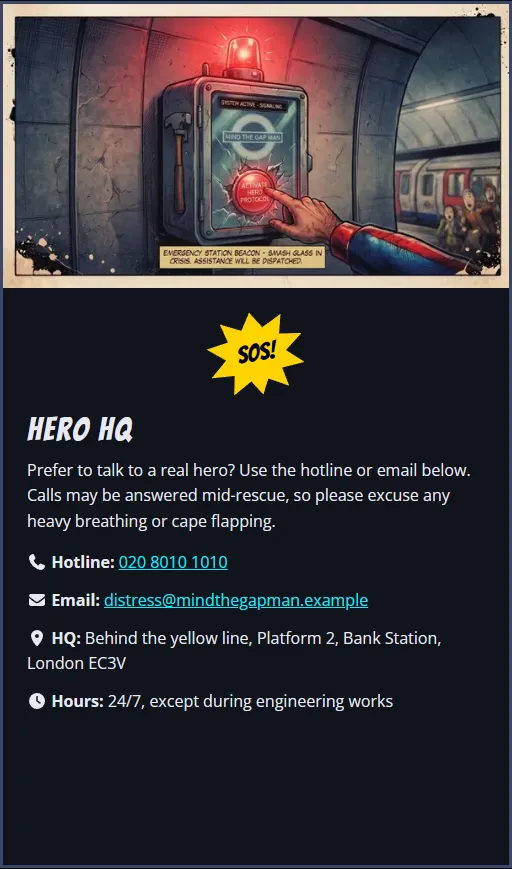 SYSTEM ACTIVE - SIGNALING...
MIND THE GAP MAN
ACTIVATE
HERO
PROTOCOL
EMERGENCY STATION BEACON - SMASH GLASS IN
CRISIS. ASSISTANCE WILL BE DISPATCHED.
SOS!
HERO HQ
Prefer to talk to a real hero? Use the hotline or email below.
Calls may be answered mid-rescue, so please excuse any
heavy breathing or cape flapping.
Hotline: 020 8010 1010
Email: distress@mindthegapman.example
HQ: Behind the yellow line, Platform 2, Bank Station,
London EC3V
Hours: 24/7, except during engineering works